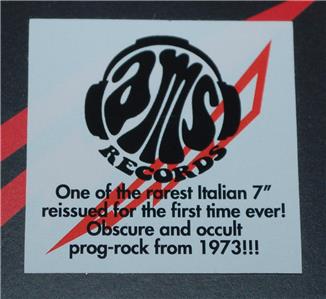 ams
RECORDS
One of the rarest Italian 7”
reissued for the first time ever!
Obscure and occult
prog-rock from 1973!!!